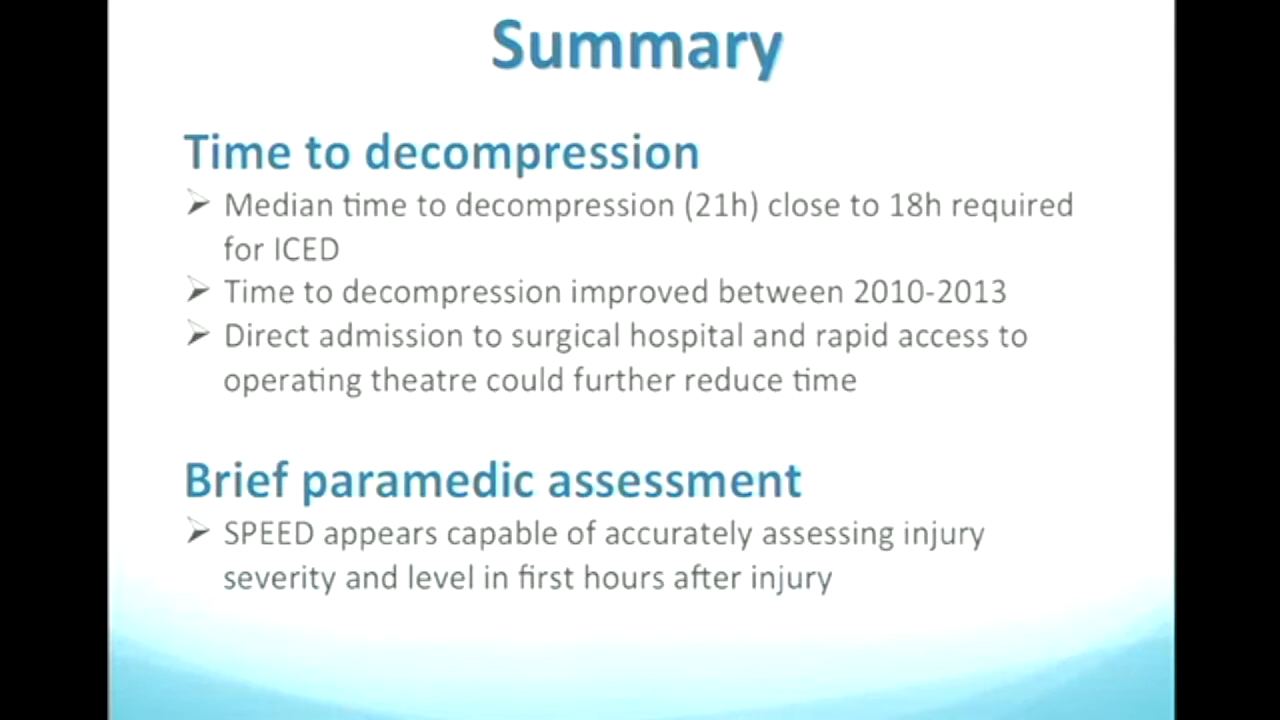 Summary
Time to decompression
➢ Median time to decompression (21h) close to 18h required
for ICED
➢ Time to decompression improved between 2010-2013
➢ Direct admission to surgical hospital and rapid access to
operating theatre could further reduce time
Brief paramedic assessment
➢ SPEED appears capable of accurately assessing injury
severity and level in first hours after injury